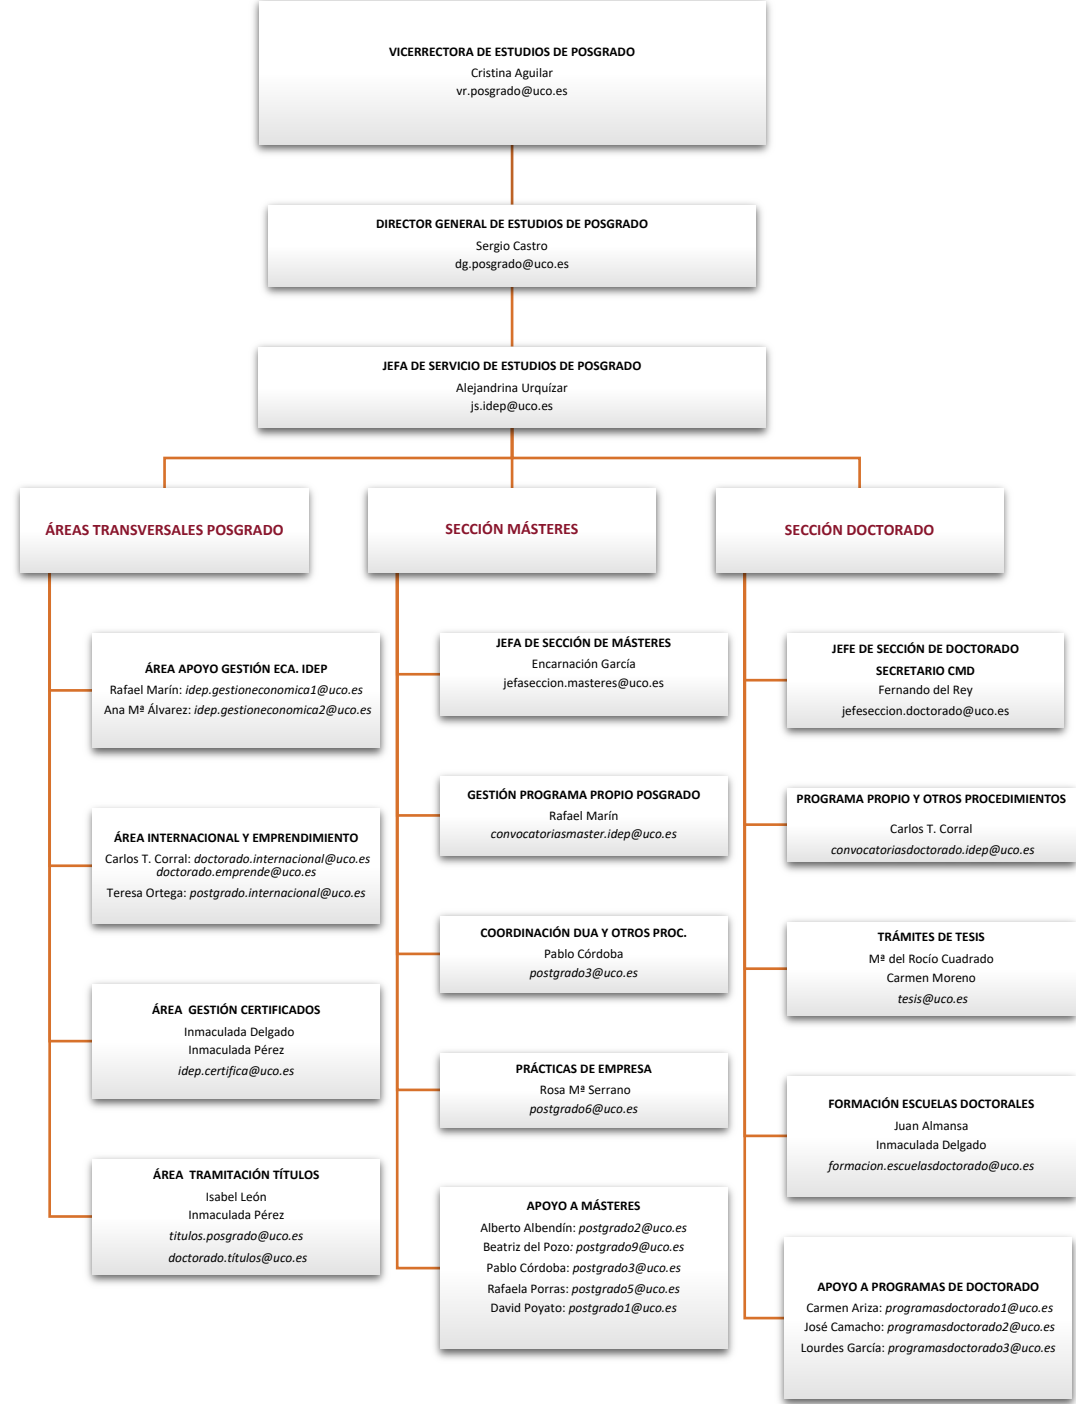 VICERRECTORA DE ESTUDIOS DE POSGRADO
Cristina Aguilar
vr.posgrado@uco.es
DIRECTOR GENERAL DE ESTUDIOS DE POSGRADO
Sergio Castro
dg.posgrado@uco.es
JEFA DE SERVICIO DE ESTUDIOS DE POSGRADO
Alejandrina Urquízar
js.idep@uco.es
ÁREAS TRANSVERSALES POSGRADO
ÁREA APOYO GESTIÓN ECA. IDEP
Rafael Marín: idep.gestioneconomica1@uco.es
Ana Mª Álvarez: idep.gestioneconomica2@uco.es
ÁREA INTERNACIONAL Y EMPRENDIMIENTO
Carlos T. Corral: doctorado.internacional@uco.es
doctorado.emprende@uco.es
Teresa Ortega: postgrado.internacional@uco.es
ÁREA GESTIÓN CERTIFICADOS
Inmaculada Delgado
Inmaculada Pérez
idep.certifica@uco.es
ÁREA TRAMITACIÓN TÍTULOS
Isabel León
Inmaculada Pérez
titulos.posgrado@uco.es
doctorado.títulos@uco.es
SECCIÓN MÁSTERES
JEFA DE SECCIÓN DE MÁSTERES
Encarnación García
jefaseccion.masteres@uco.es
GESTIÓN PROGRAMA PROPIO POSGRADO
Rafael Marín
convocatoriasmaster.idep@uco.es
COORDINACIÓN DUA Y OTROS PROC.
Pablo Córdoba
postgrado3@uco.es
PRÁCTICAS DE EMPRESA
Rosa Mª Serrano
postgrado6@uco.es
APOYO A MÁSTERES
Alberto Albendín: postgrado2@uco.es
Beatriz del Pozo: postgrado9@uco.es
Pablo Córdoba: postgrado3@uco.es
Rafaela Porras: postgrado5@uco.es
David Poyato: postgrado1@uco.es
SECCIÓN DOCTORADO
JEFE DE SECCIÓN DE DOCTORADO
SECRETARIO CMD
Fernando del Rey
jefeseccion.doctorado@uco.es
PROGRAMA PROPIO Y OTROS PROCEDIMIENTOS
Carlos T. Corral
convocatoriasdoctorado.idep@uco.es
TRÁMITES DE TESIS
Mª del Rocío Cuadrado
Carmen Moreno
tesis@uco.es
FORMACIÓN ESCUELAS DOCTORALES
Juan Almansa
Inmaculada Delgado
formacion.escuelasdoctorado@uco.es
APOYO A PROGRAMAS DE DOCTORADO
Carmen Ariza: programasdoctorado1@uco.es
José Camacho: programasdoctorado2@uco.es
Lourdes García: programasdoctorado3@uco.es